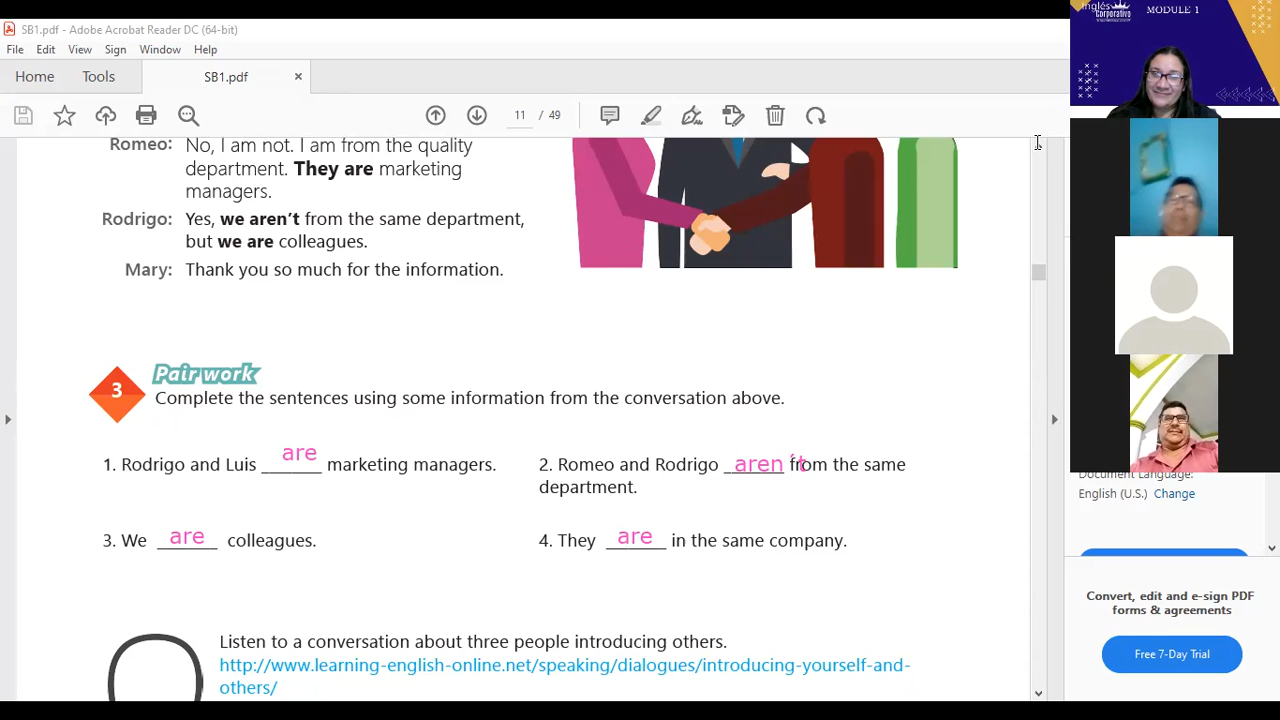 SB1.pdf - Adobe Acrobat Reader DC (64-bit)
File Edit View Sign Window Help
Home Tools SB1.pdf ×
11 / 49
Romeo: No, I am not. I am from the quality
department. They are marketing
managers.
Rodrigo: Yes, we aren't from the same department,
but we are colleagues.
Mary: Thank you so much for the information.
3 Pair work
Complete the sentences using some information from the conversation above.
1. Rodrigo and Luis are marketing managers.
2. Romeo and Rodrigo aren´t from the same
department.
3. We are colleagues.
4. They are in the same company.
Listen to a conversation about three people introducing others.
http://www.learning-english-online.net/speaking/dialogues/introducing-yourself-and-
others/
Inglés
Corporativo
MODULE 1
Document Language:
English (U.S.) Change
Convert, edit and e-sign PDF
forms & agreements
Free 7-Day Trial